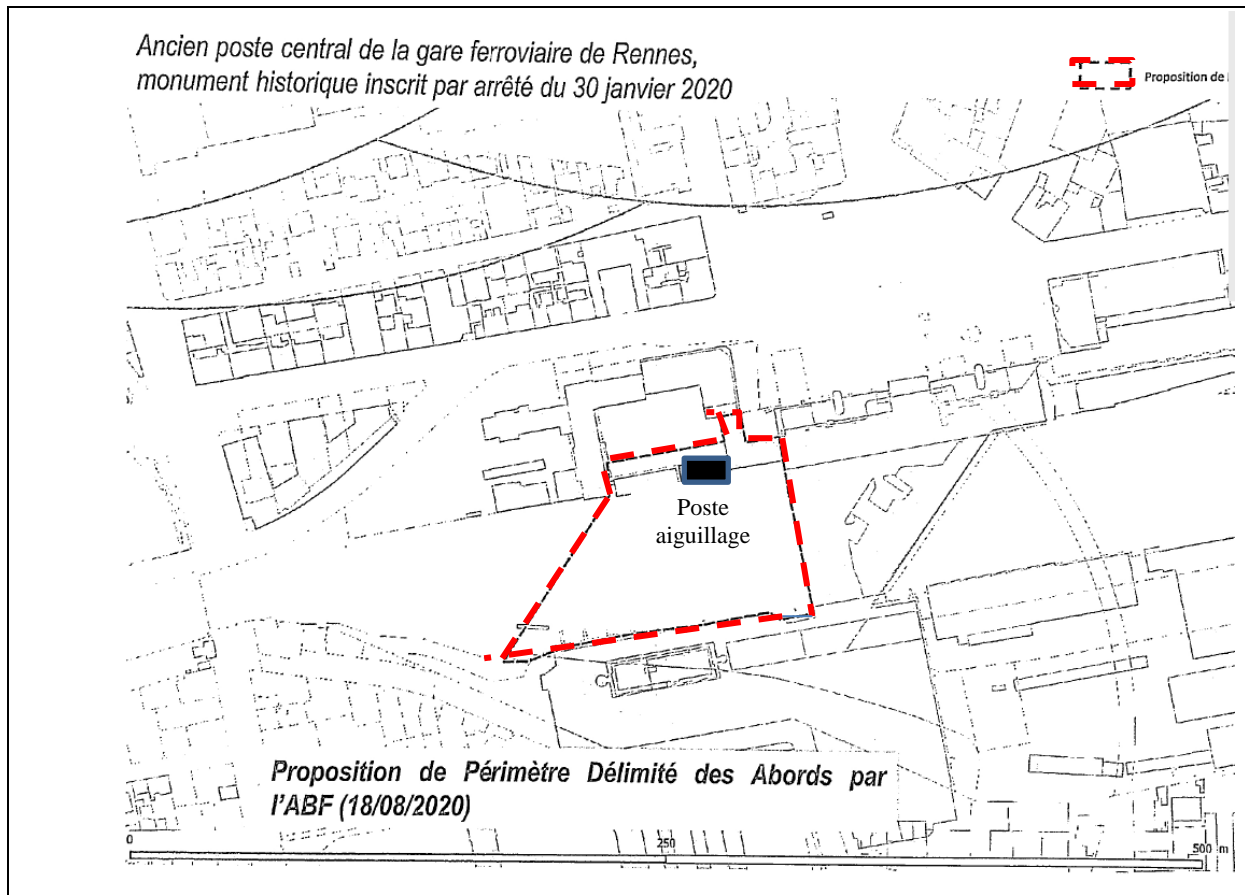 Ancien poste central de la gare ferroviaire de Rennes,
monument historique inscrit par arrêté du 30 janvier 2020
Proposition de
Poste
aiguillage
Proposition de Périmètre Délimité des Abords par
l'ABF (18/08/2020)
0 250 500 m